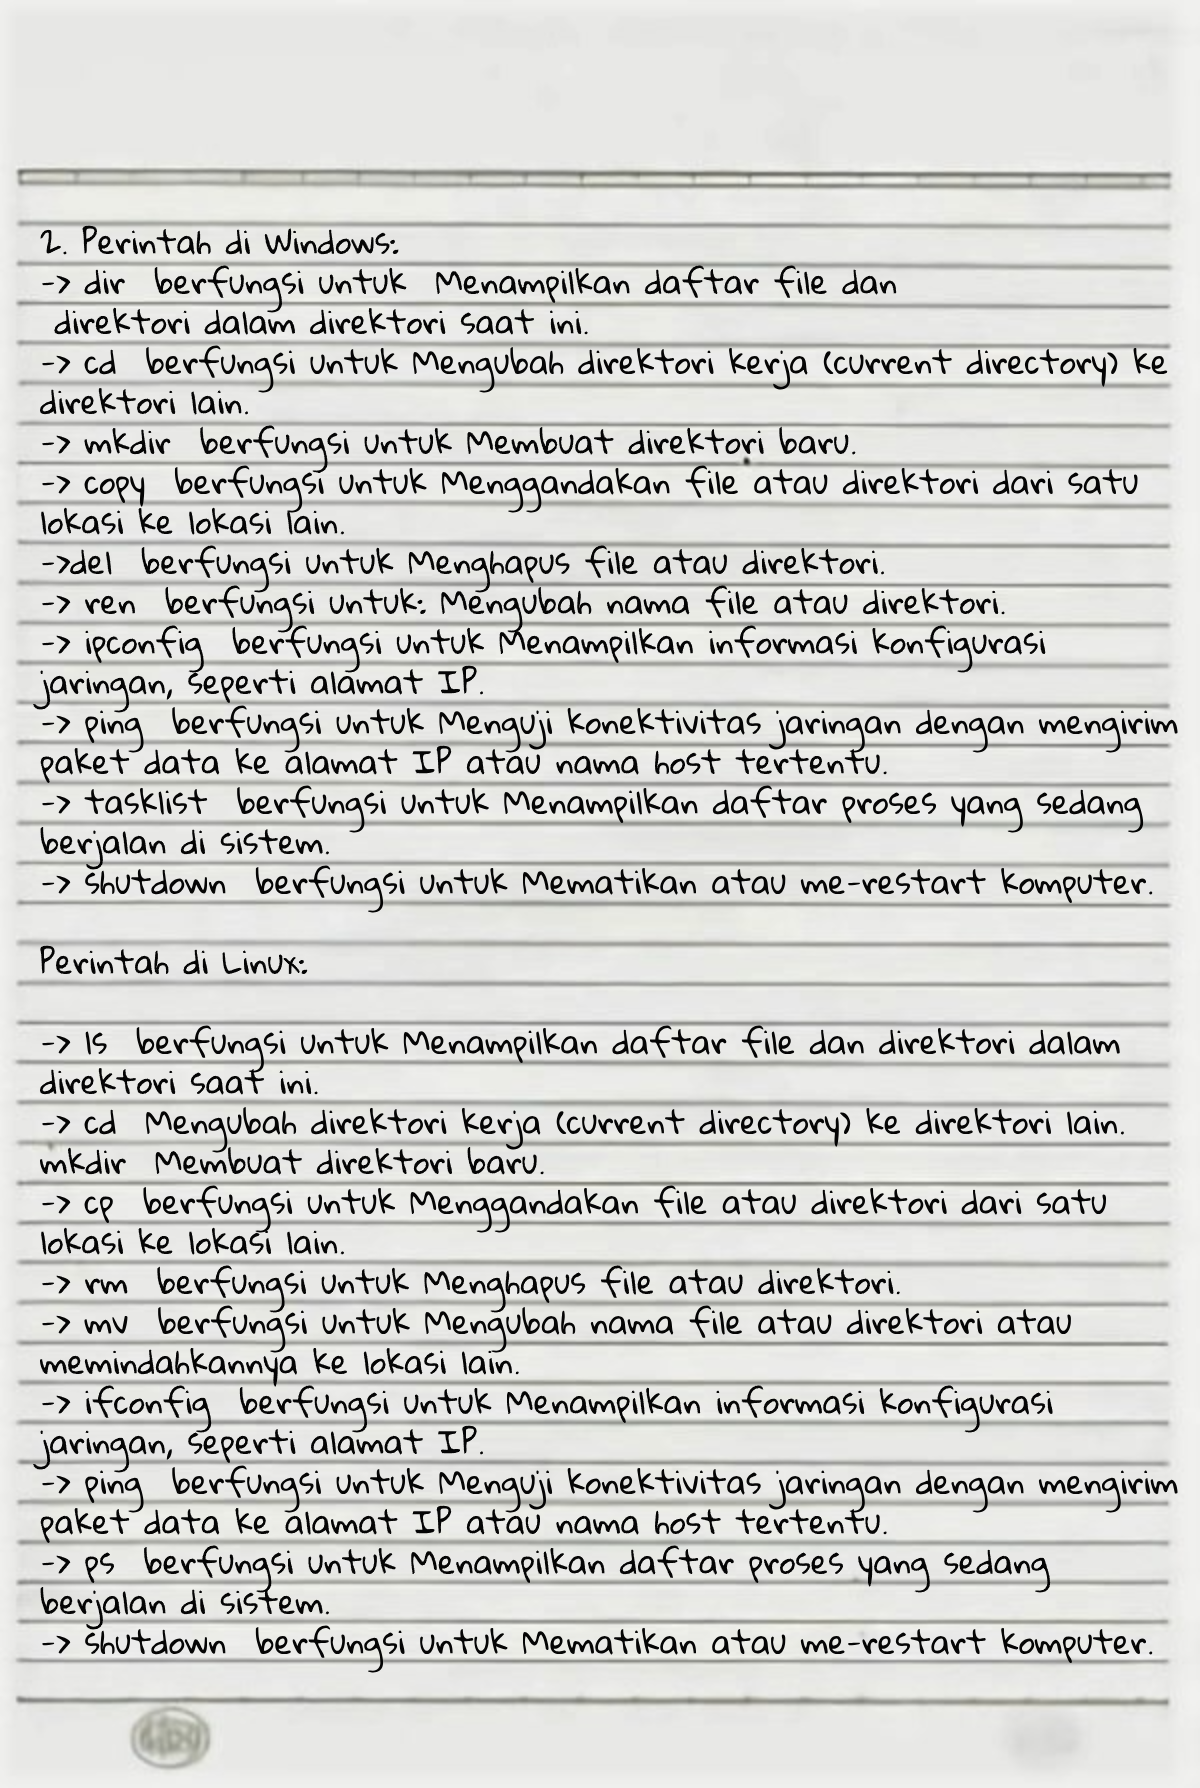 2. Perintah di Windows:
-> dir berfungsi untuk Menampilkan daftar file dan
direktori dalam direktori saat ini.
-> cd berfungsi untuk Mengubah direktori kerja (current directory) ke
direktori lain.
-> mkdir berfungsi untuk Membuat direktori baru.
-> copy berfungsi untuk Menggandakan file atau direktori dari satu
lokasi ke lokasi lain.
->del berfungsi untuk Menghapus file atau direktori.
-> ren berfungsi untuk: Mengubah nama file atau direktori.
-> ipconfig berfungsi untuk Menampilkan informasi konfigurasi
jaringan, seperti alamat IP.
-> ping berfungsi untuk Menguji konektivitas jaringan dengan mengirim
paket data ke alamat IP atau nama host tertentu.
-> tasklist berfungsi untuk Menampilkan daftar proses yang sedang
berjalan di sistem.
-> shutdown berfungsi untuk Mematikan atau me-restart komputer.
Perintah di Linux:
-> ls berfungsi untuk Menampilkan daftar file dan direktori dalam
direktori saat ini.
-> cd Mengubah direktori kerja (current directory) ke direktori lain.
mkdir Membuat direktori baru.
-> cp berfungsi untuk Menggandakan file atau direktori dari satu
lokasi ke lokasi lain.
-> rm berfungsi untuk Menghapus file atau direktori.
-> mv berfungsi untuk Mengubah nama file atau direktori atau
memindahkannya ke lokasi lain.
-> ifconfig berfungsi untuk Menampilkan informasi konfigurasi
jaringan, seperti alamat IP.
-> ping berfungsi untuk Menguji konektivitas jaringan dengan mengirim
paket data ke alamat IP atau nama host tertentu.
-> ps berfungsi untuk Menampilkan daftar proses yang sedang
berjalan di sistem.
-> shutdown berfungsi untuk Mematikan atau me-restart komputer.